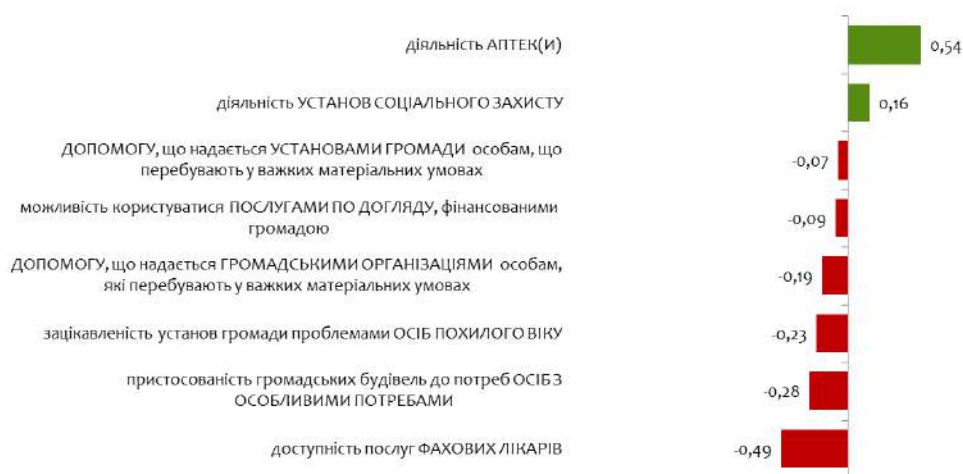 діяльність АПТЕК(И)
0,54
діяльність УСТАНОВ СОЦІАЛЬНОГО ЗАХИСТУ
0,16
ДОПОМОГУ, що надається УСТАНОВАМИ ГРОМАДИ особам, що
перебувають у важких матеріальних умовах
-0,07
можливість користуватися ПОСЛУГАМИ ПО ДОГЛЯДУ, фінансованими
громадою
-0,09
ДОПОМОГУ, що надається ГРОМАДСЬКИМИ ОРГАНІЗАЦІЯМИ особам,
які перебувають у важких матеріальних умовах
-0,19
зацікавленість установ громади проблемами ОСІБ ПОХИЛОГО ВІКУ
-0,23
пристосованість громадських будівель до потреб ОСІБ З
ОСОБЛИВИМИ ПОТРЕБАМИ
-0,28
доступність послуг ФАХОВИХ ЛІКАРІВ
-0,49